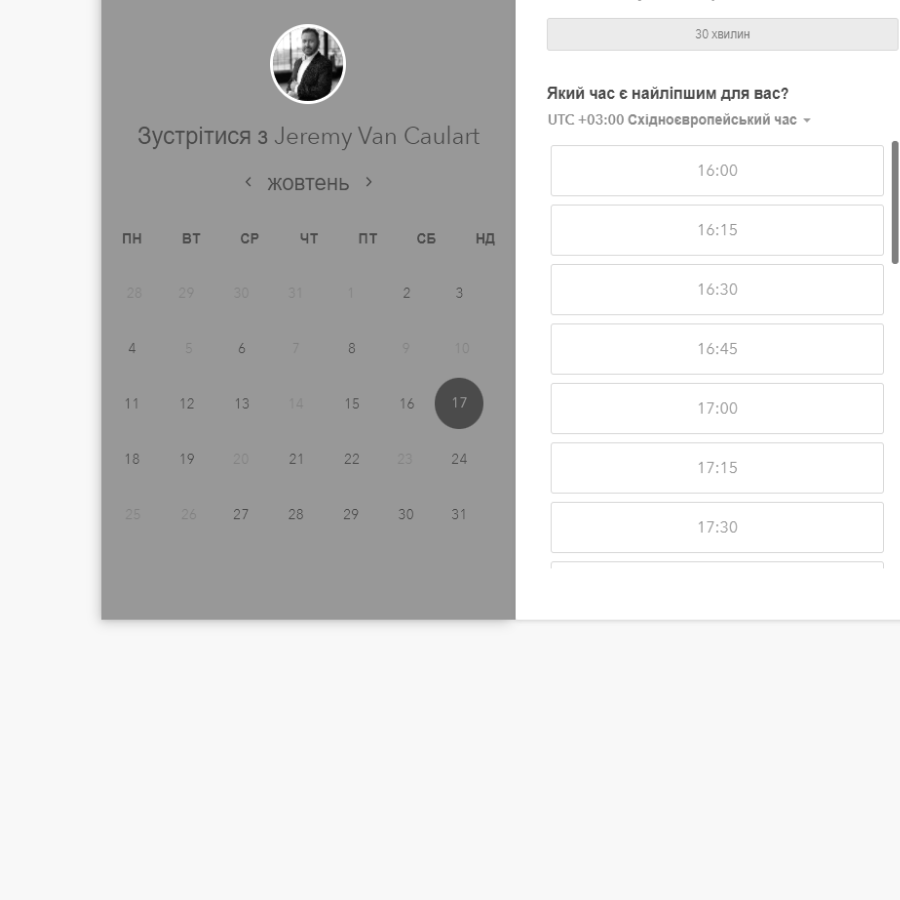 Зустрітися з Jeremy Van Caulart
‹ жовтень ›
ПН ВТ СР ЧТ ПТ СБ НД
28 29 30 31 1 2 3
4 5 6 7 8 9 10
11 12 13 14 15 16 17
18 19 20 21 22 23 24
25 26 27 28 29 30 31
30 хвилин
Який час є найліпшим для вас?
UTC +03:00 Східноєвропейський час
16:00
16:15
16:30
16:45
17:00
17:15
17:30